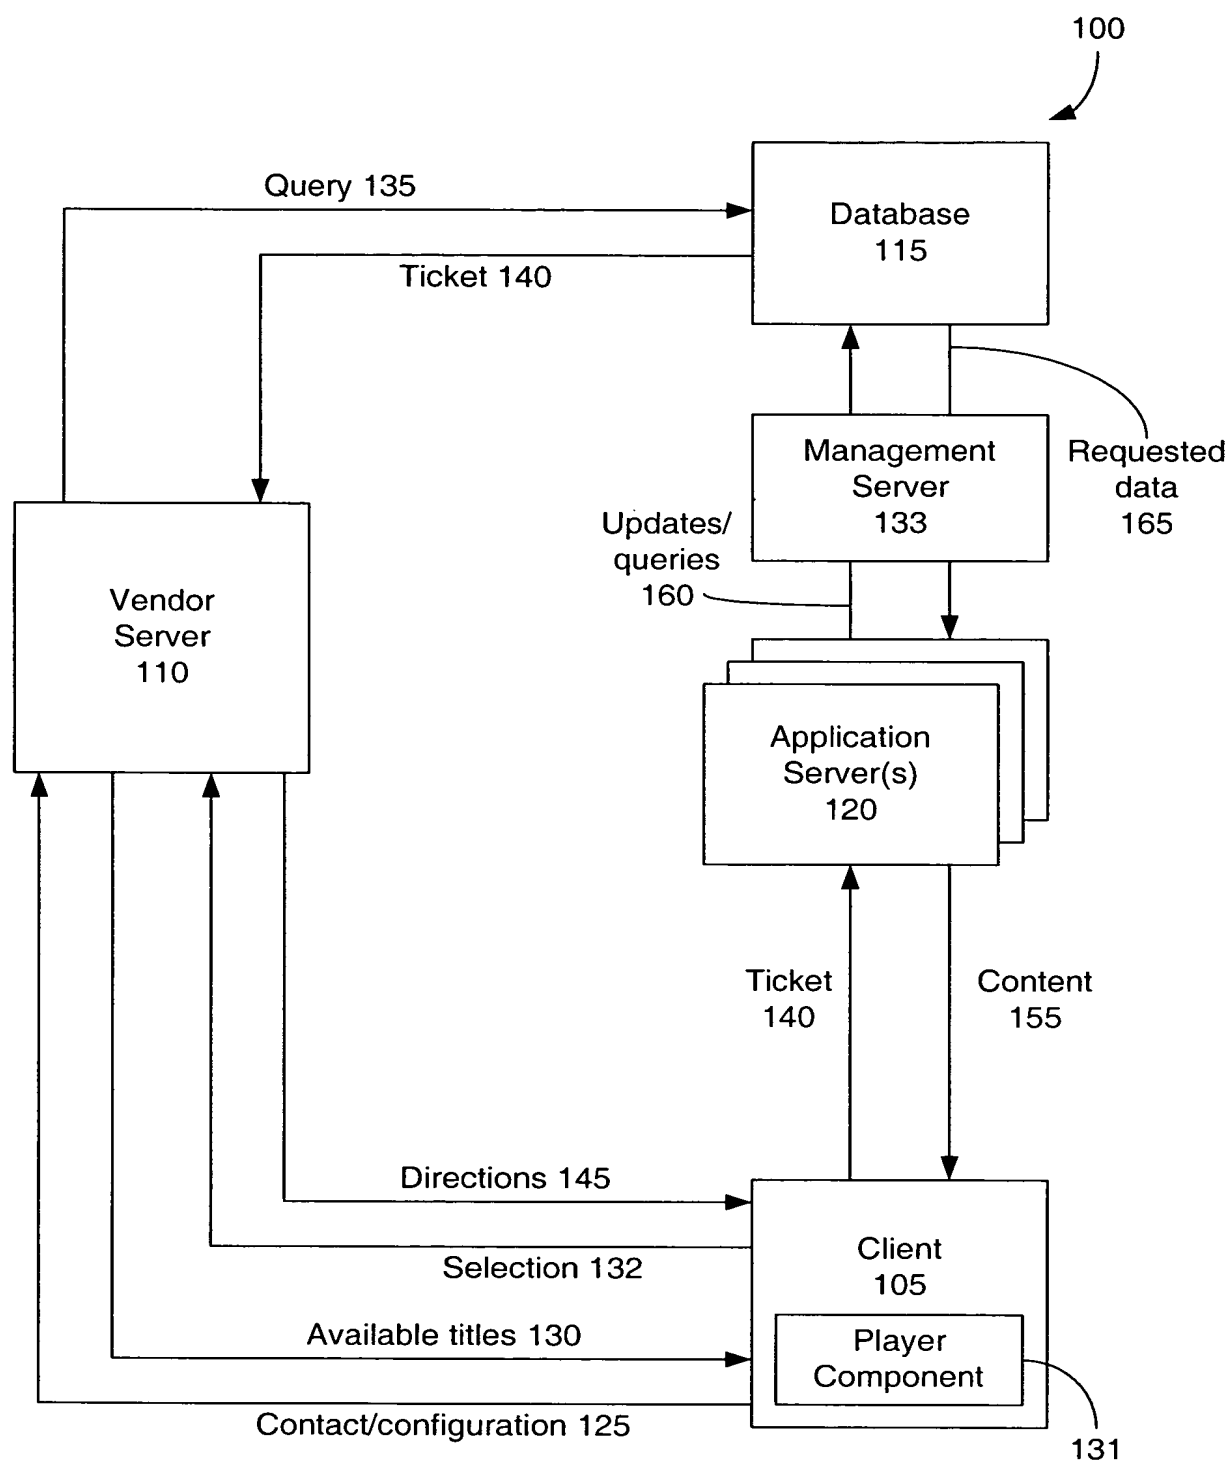 100
Query 135
Database
115
Ticket 140
Management
Server
133
Requested
data
165
Updates/
queries
160
Vendor
Server
110
Application
Server(s)
120
Ticket
140
Content
155
Directions 145
Selection 132
Client
105
Available titles 130
Player
Component
Contact/configuration 125
131